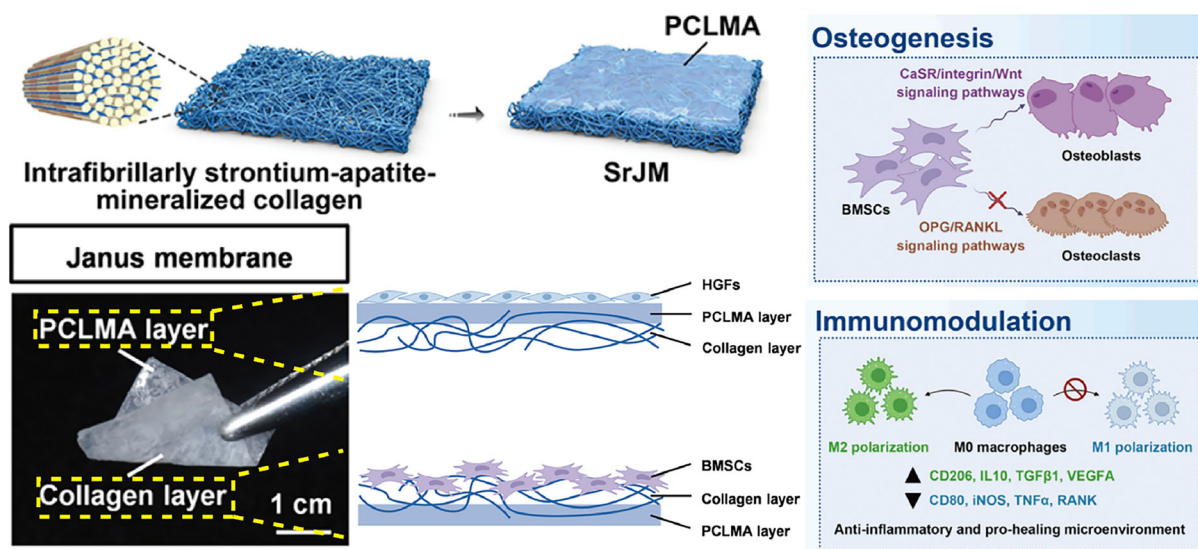 PCLMA
Intrafibrillarly strontium-apatite-
mineralized collagen
SrJM
Janus membrane
PCLMA layer
Collagen layer
1 cm
HGFs
PCLMA layer
Collagen layer
BMSCs
Collagen layer
PCLMA layer
Osteogenesis
CaSR/integrin/Wnt
signaling pathways
Osteoblasts
BMSCs
OPG/RANKL
signaling pathways
Osteoclasts
Immunomodulation
M2 polarization
M0 macrophages
M1 polarization
▲ CD206, IL10, TGFβ1, VEGFA
▼ CD80, iNOS, TNFα, RANK
Anti-inflammatory and pro-healing microenvironment